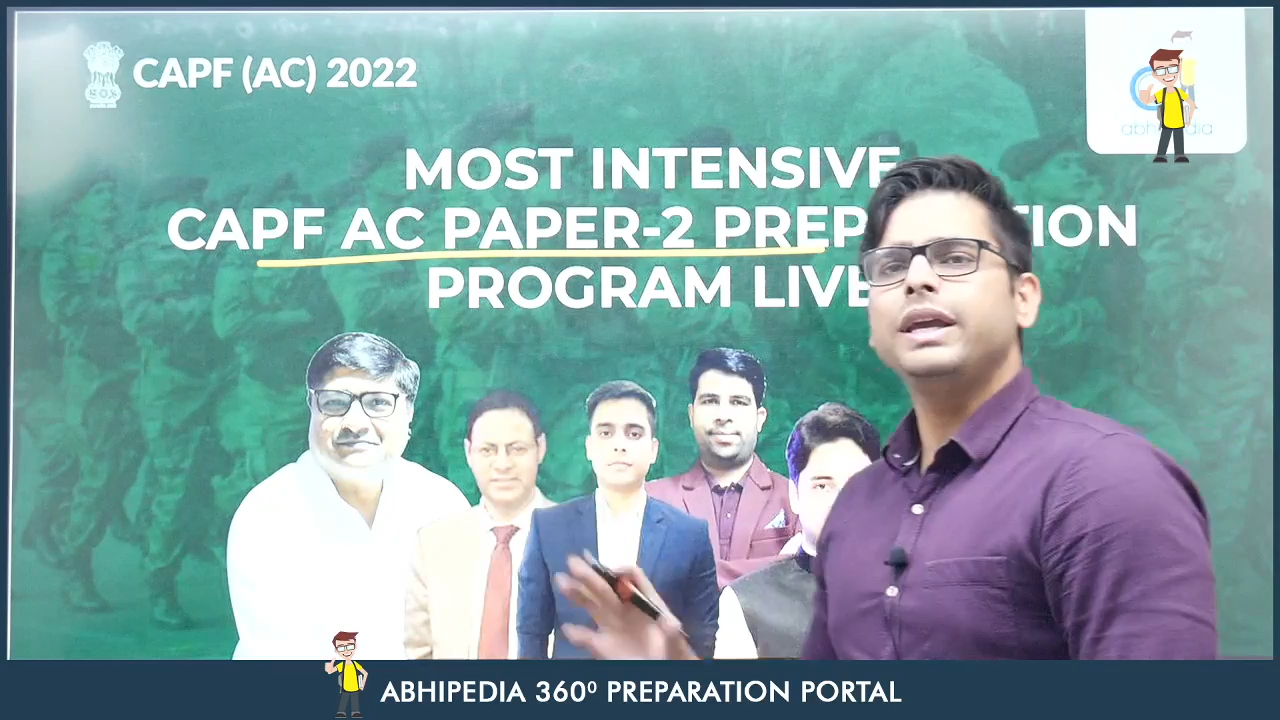 CAPF (AC) 2022
MOST INTENSIVE
CAPF AC PAPER-2 PREP TION
PROGRAM LIVE
ABHIPEDIA 360⁰ PREPARATION PORTAL